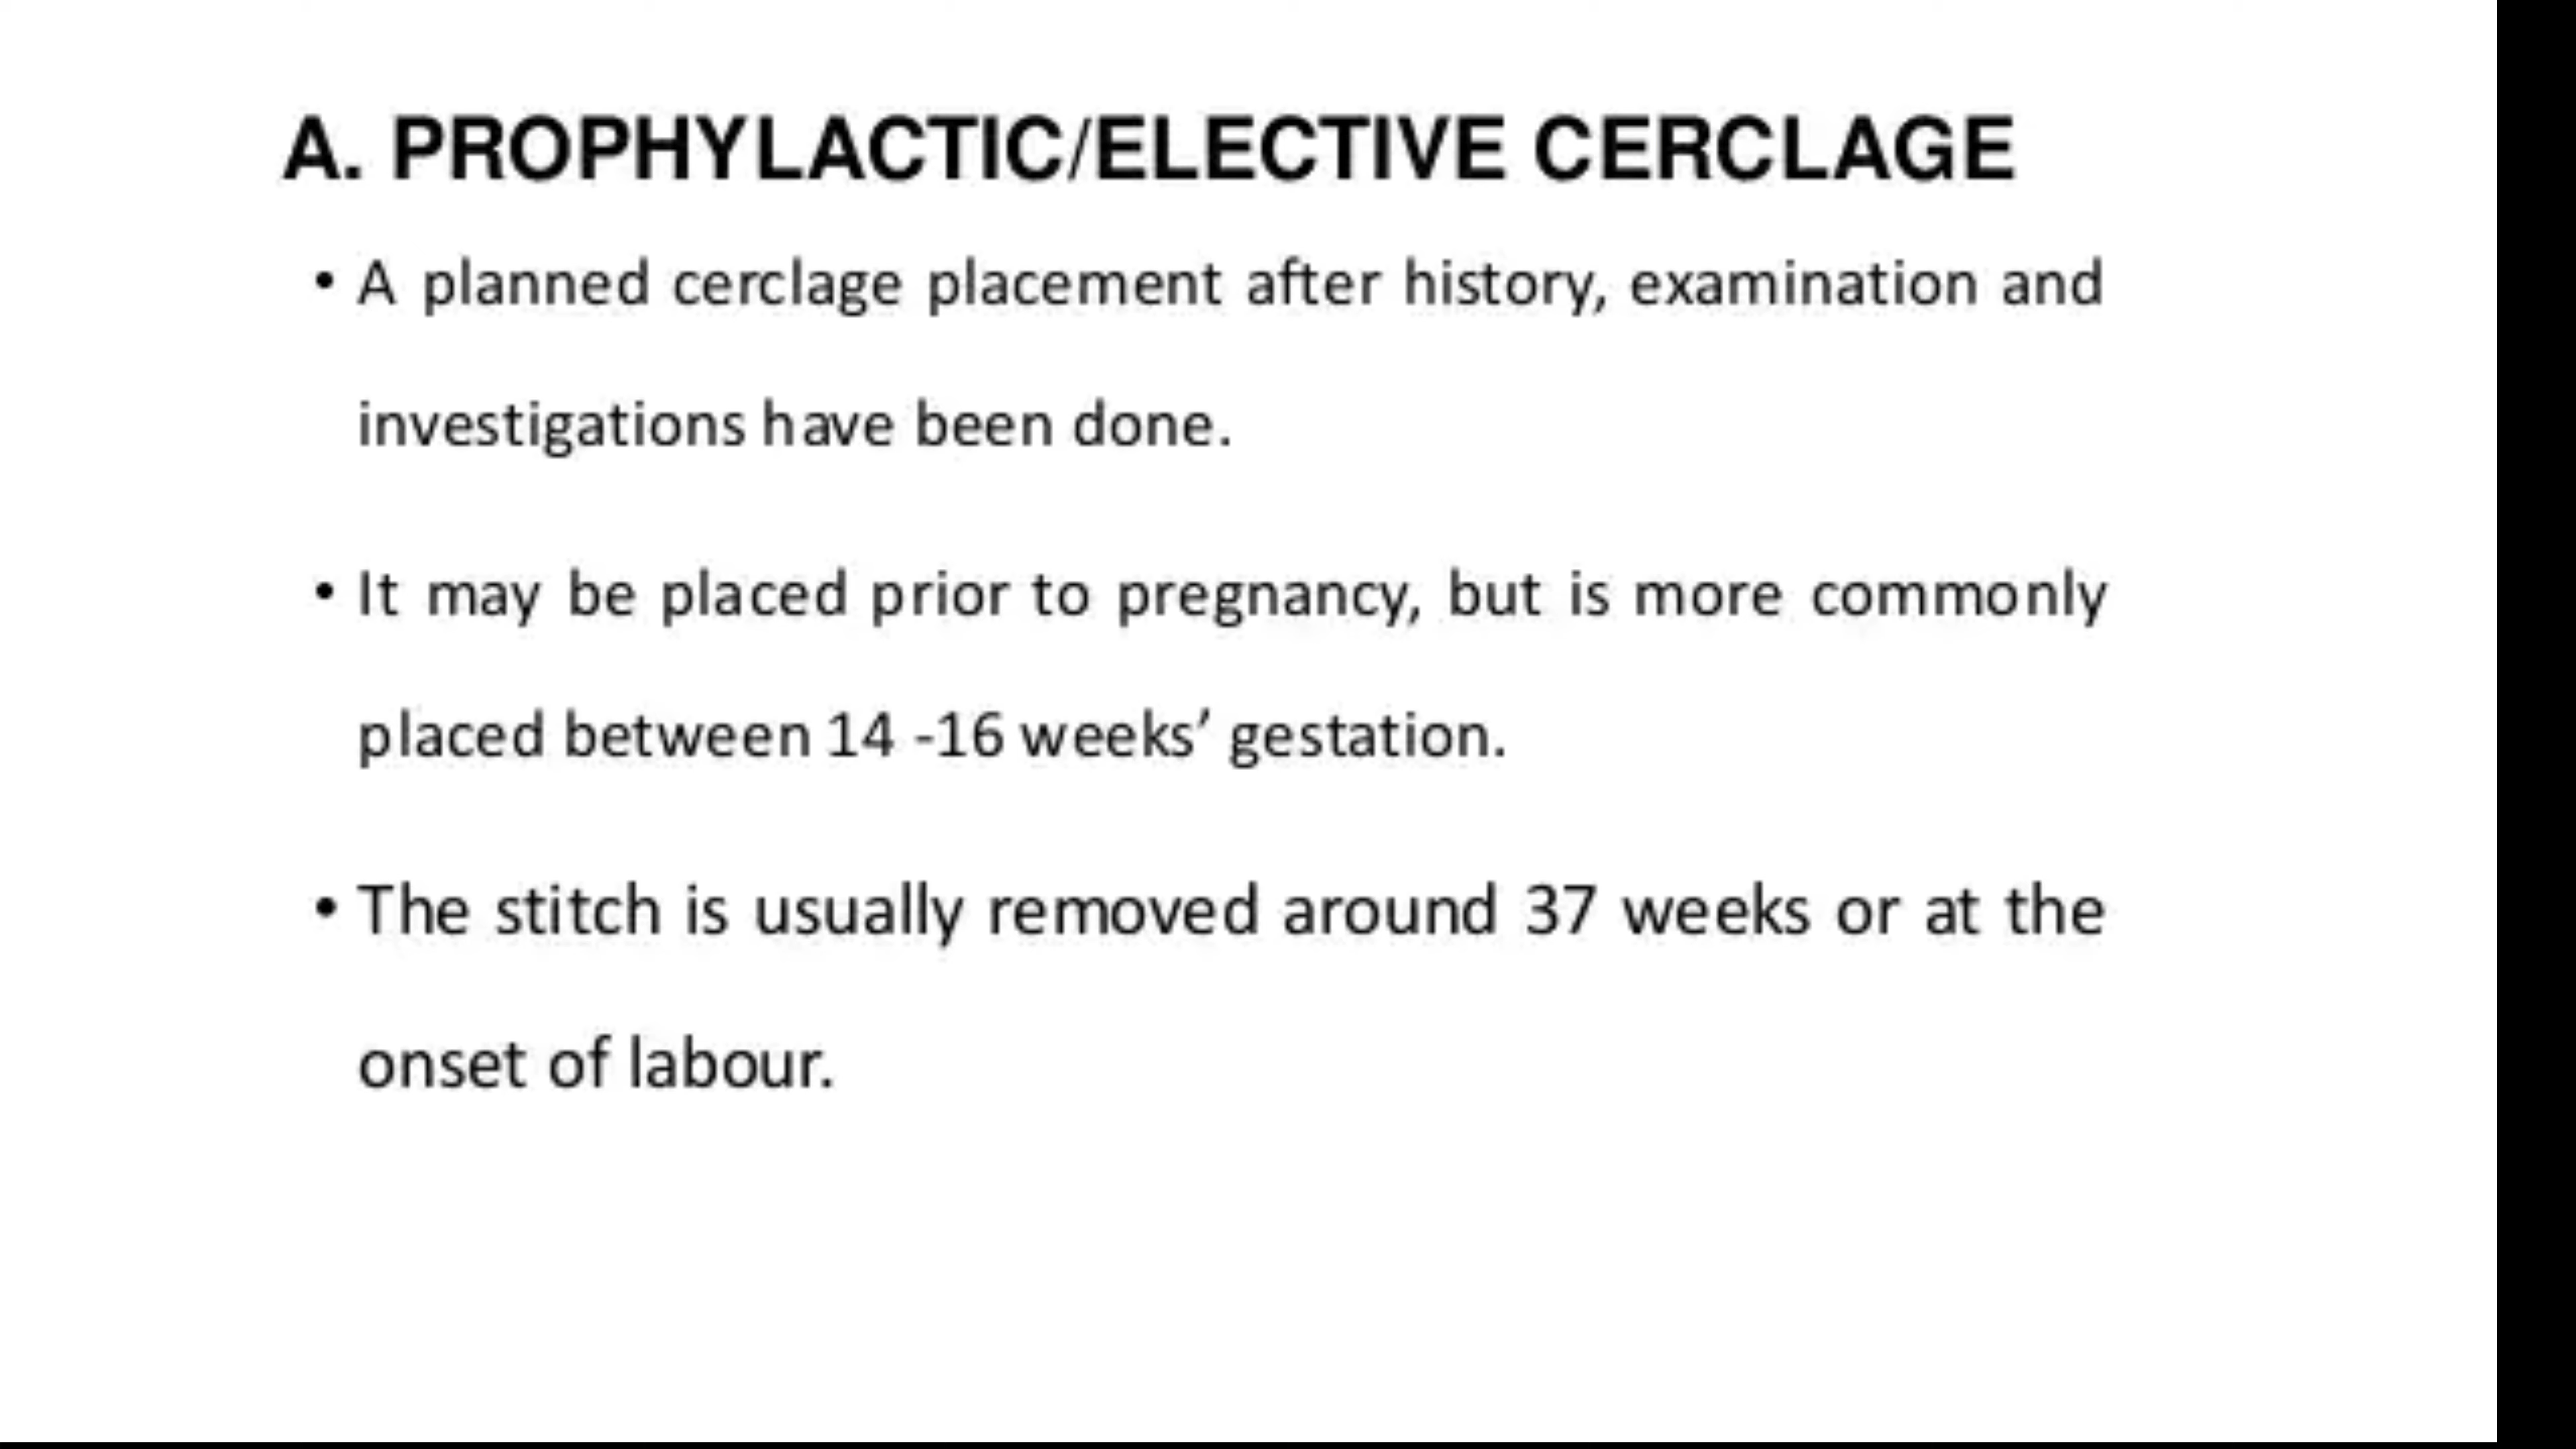 A. PROPHYLACTIC/ELECTIVE CERCLAGE
• A planned cerclage placement after history, examination and
investigations have been done.
• It may be placed prior to pregnancy, but is more commonly
placed between 14 -16 weeks’ gestation.
• The stitch is usually removed around 37 weeks or at the
onset of labour.